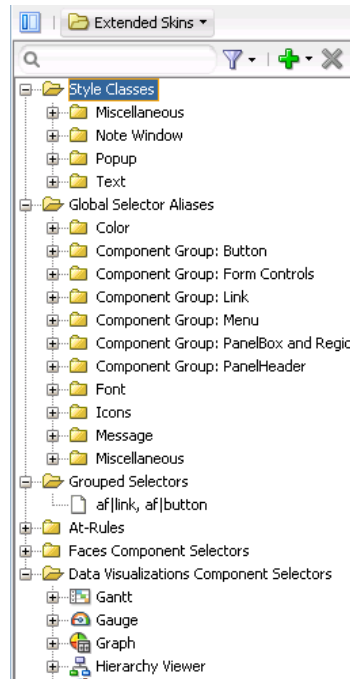 Extended Skins
Style Classes
Miscellaneous
Note Window
Popup
Text
Global Selector Aliases
Color
Component Group: Button
Component Group: Form Controls
Component Group: Link
Component Group: Menu
Component Group: PanelBox and Regic
Component Group: PanelHeader
Font
Icons
Message
Miscellaneous
Grouped Selectors
af|link, af|button
At-Rules
Faces Component Selectors
Data Visualizations Component Selectors
Gantt
Gauge
Graph
Hierarchy Viewer